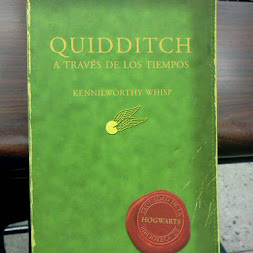 QUIDDITCH
A TRAVÉS DE LOS TIEMPOS
KENNILWORTHY WHISP
HOGWARTS